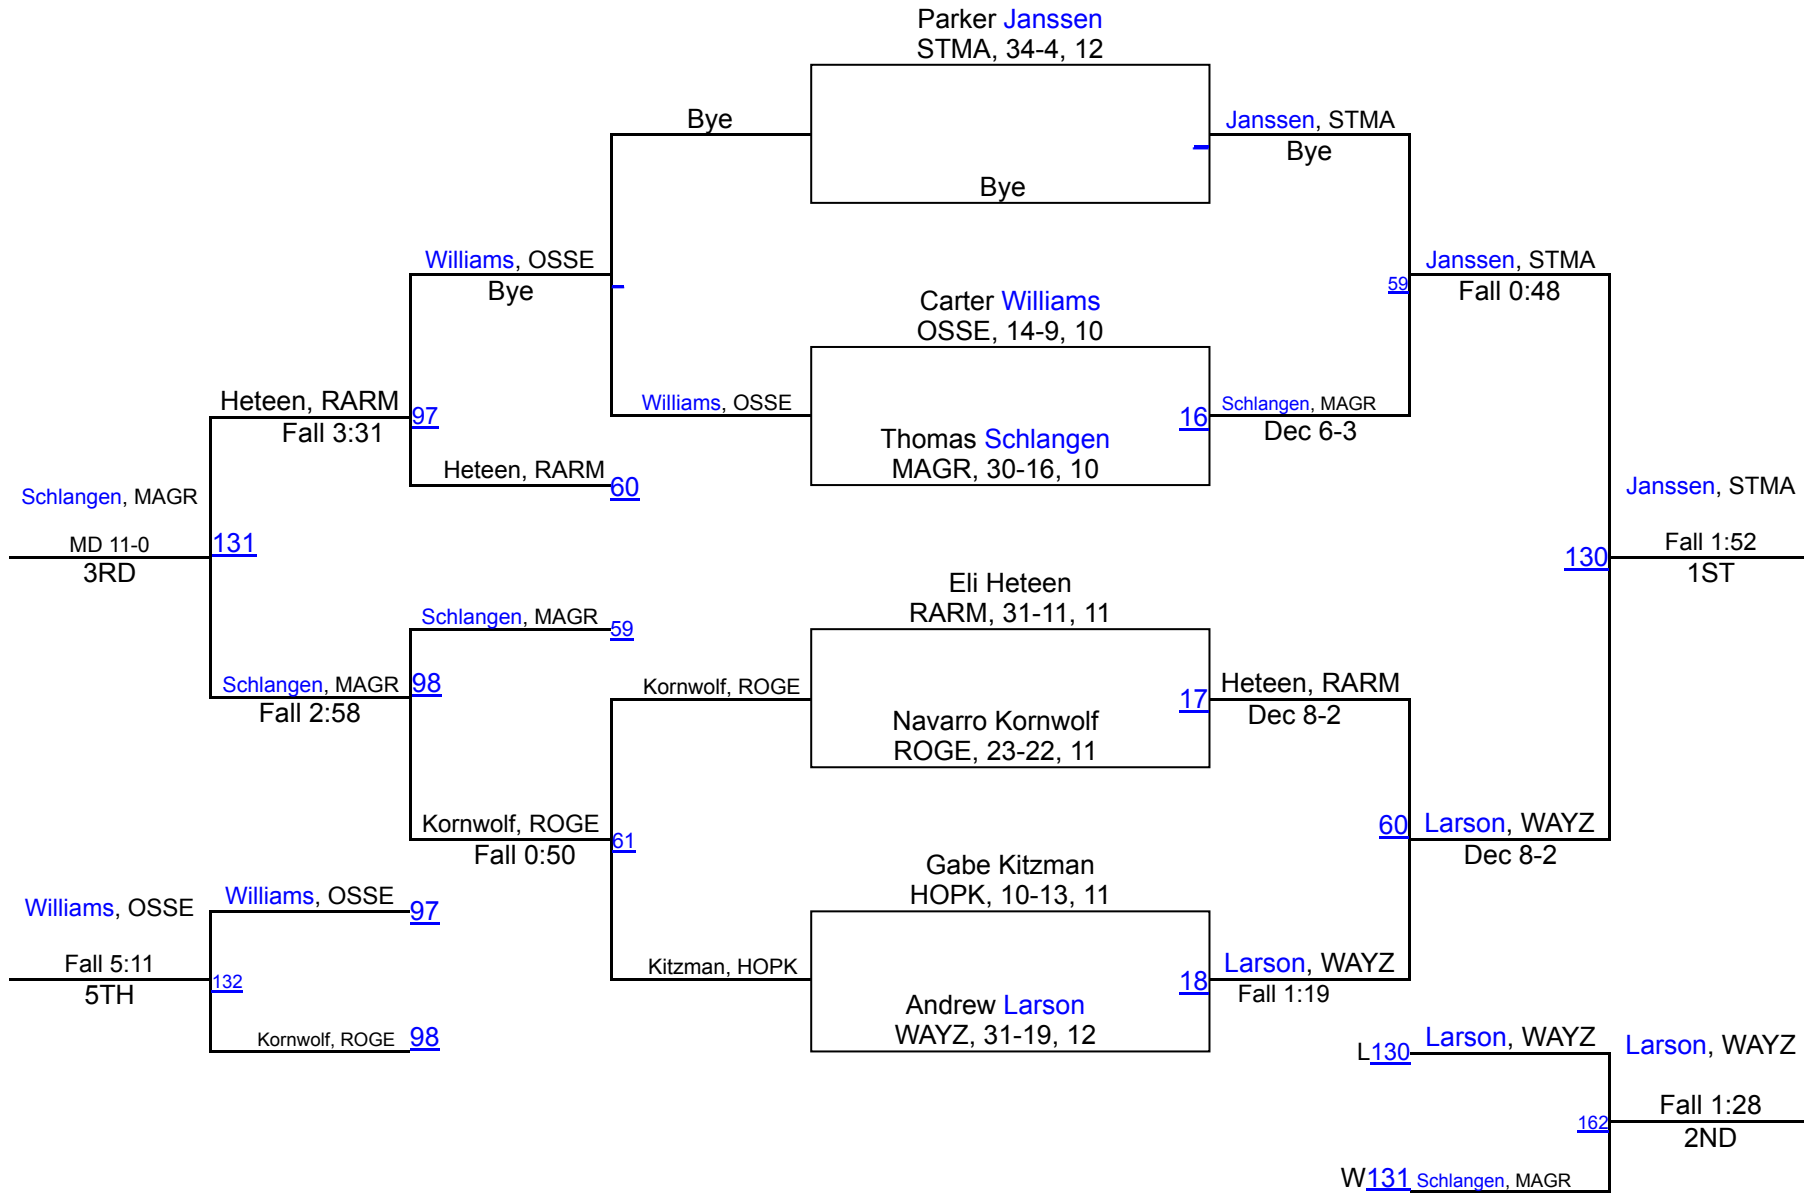 Parker Janssen
STMA, 34-4, 12
Bye
Janssen, STMA
Bye
Bye
Williams, OSSE
Bye
Janssen, STMA
59
Fall 0:48
Carter Williams
OSSE, 14-9, 10
Heteen, RARM
97
Fall 3:31
Williams, OSSE
16
Schlangen, MAGR
Dec 6-3
Thomas Schlangen
MAGR, 30-16, 10
Heteen, RARM
60
Schlangen, MAGR
MD 11-0
131
3RD
Janssen, STMA
130
Fall 1:52
1ST
Eli Heteen
RARM, 31-11, 11
Schlangen, MAGR
59
Schlangen, MAGR
98
Fall 2:58
Kornwolf, ROGE
17
Heteen, RARM
Dec 8-2
Navarro Kornwolf
ROGE, 23-22, 11
Kornwolf, ROGE
61
Fall 0:50
60
Larson, WAYZ
Dec 8-2
Gabe Kitzman
HOPK, 10-13, 11
Williams, OSSE
Williams, OSSE
97
Fall 5:11
132
5TH
Kitzman, HOPK
18
Larson, WAYZ
Fall 1:19
Andrew Larson
WAYZ, 31-19, 12
Kornwolf, ROGE
98
L130
Larson, WAYZ
Larson, WAYZ
Fall 1:28
162
2ND
W131
Schlangen, MAGR